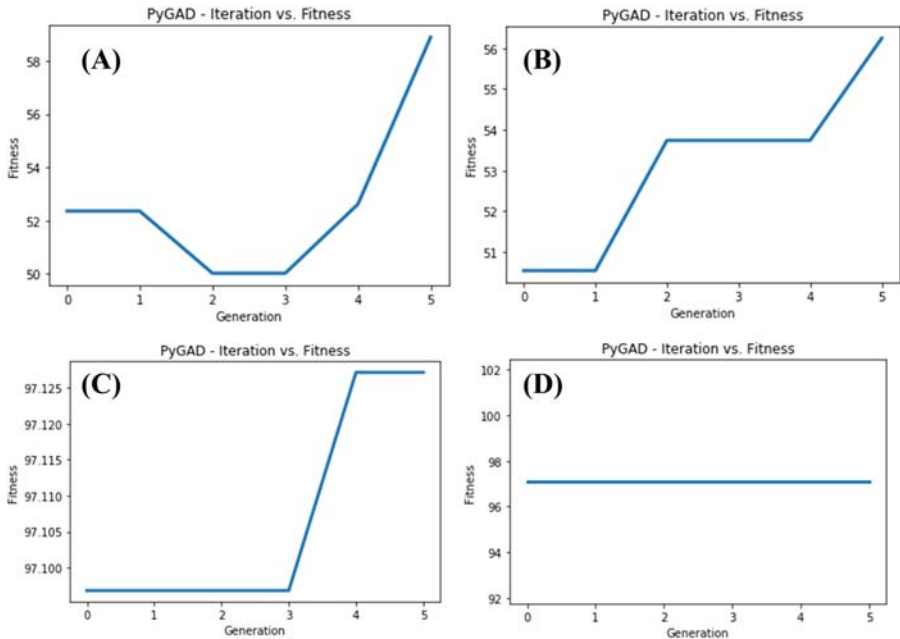 PyGAD - Iteration vs. Fitness
(A)
58
56
54
52
50
Fitness
0 1 2 3 4 5
Generation
PyGAD - Iteration vs. Fitness
(B)
56
55
54
53
52
51
Fitness
0 1 2 3 4 5
Generation
PyGAD - Iteration vs. Fitness
(C)
97.125
97.120
97.115
97.110
97.105
97.100
Fitness
0 1 2 3 4 5
Generation
PyGAD - Iteration vs. Fitness
(D)
102
100
98
96
94
92
Fitness
0 1 2 3 4 5
Generation